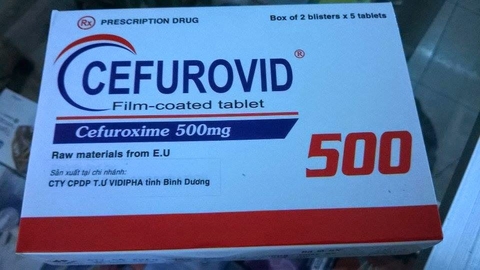 Rx PRESCRIPTION DRUG
Box of 2 blisters x 5 tablets
CEFUROVID®
Film-coated tablet
Cefuroxime 500mg
Raw materials from E.U
500
Sản xuất tại chi nhánh:
CTY CPDP T.Ư VIDIPHA tỉnh Bình Dương